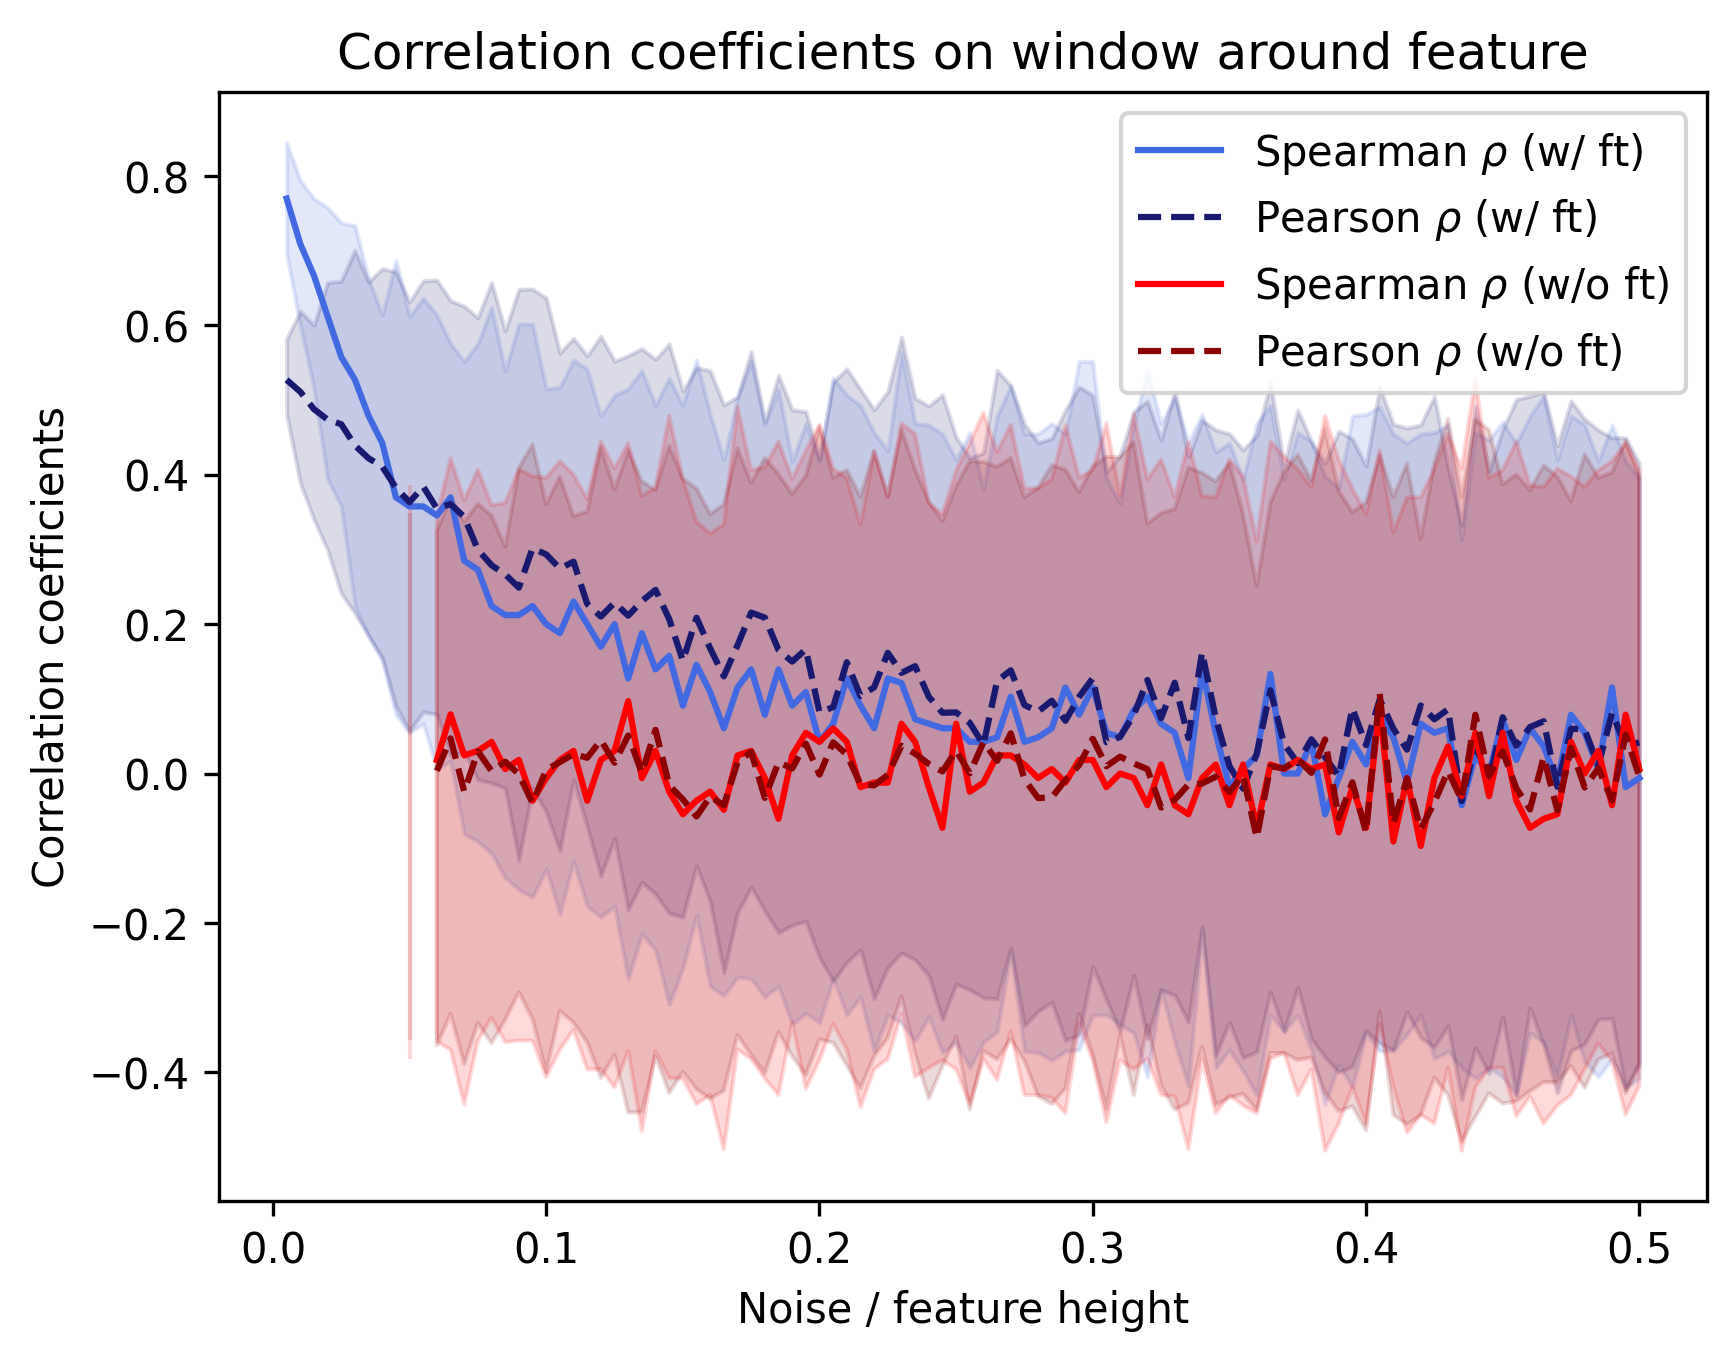 Correlation coefficients on window around feature
Spearman ρ (w/ ft)
Pearson ρ (w/ ft)
Spearman ρ (w/o ft)
Pearson ρ (w/o ft)
Correlation coefficients
0.8
0.6
0.4
0.2
0.0
−0.2
−0.4
0.0 0.1 0.2 0.3 0.4 0.5
Noise / feature height